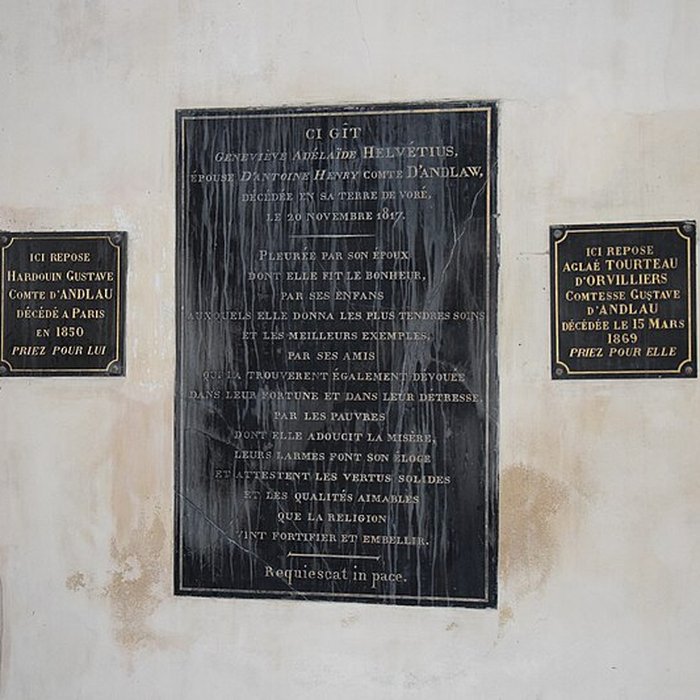 ICI REPOSE
HARDOUIN GUSTAVE
COMTE D'ANDLAU
DÉCÉDÉ A PARIS
EN 1850
PRIEZ POUR LUI
CI GÎT
GENEVIÈVE ADÉLAÏDE HELVÉTIUS,
ÉPOUSE D'ANTOINE HENRY COMTE D'ANDLAW,
DÉCÉDÉE EN SA TERRE DE VORÉ,
LE 20 NOVEMBRE 1817.
PLEURÉE PAR SON ÉPOUX
DONT ELLE FIT LE BONHEUR,
PAR SES ENFANS
AUXQUELS ELLE DONNA LES PLUS TENDRES SOINS
ET LES MEILLEURS EXEMPLES,
PAR SES AMIS
QUI LA TROUVERENT ÉGALEMENT DÉVOUÉE
DANS LEUR FORTUNE ET DANS LEUR DÉTRESSE,
PAR LES PAUVRES
DONT ELLE ADOUCIT LA MISÈRE,
LEURS LARMES FONT SON ÉLOGE
ET ATTESTENT LES VERTUS SOLIDES
ET LES QUALITÉS AIMABLES
QUE LA RELIGION
VINT FORTIFIER ET EMBELLIR.
Requiescat in pace.
ICI REPOSE
AGLAÉ TOURTEAU
D'ORVILLIERS
COMTESSE GUSTAVE
D'ANDLAU
DÉCÉDÉE LE 15 MARS
1869
PRIEZ POUR ELLE